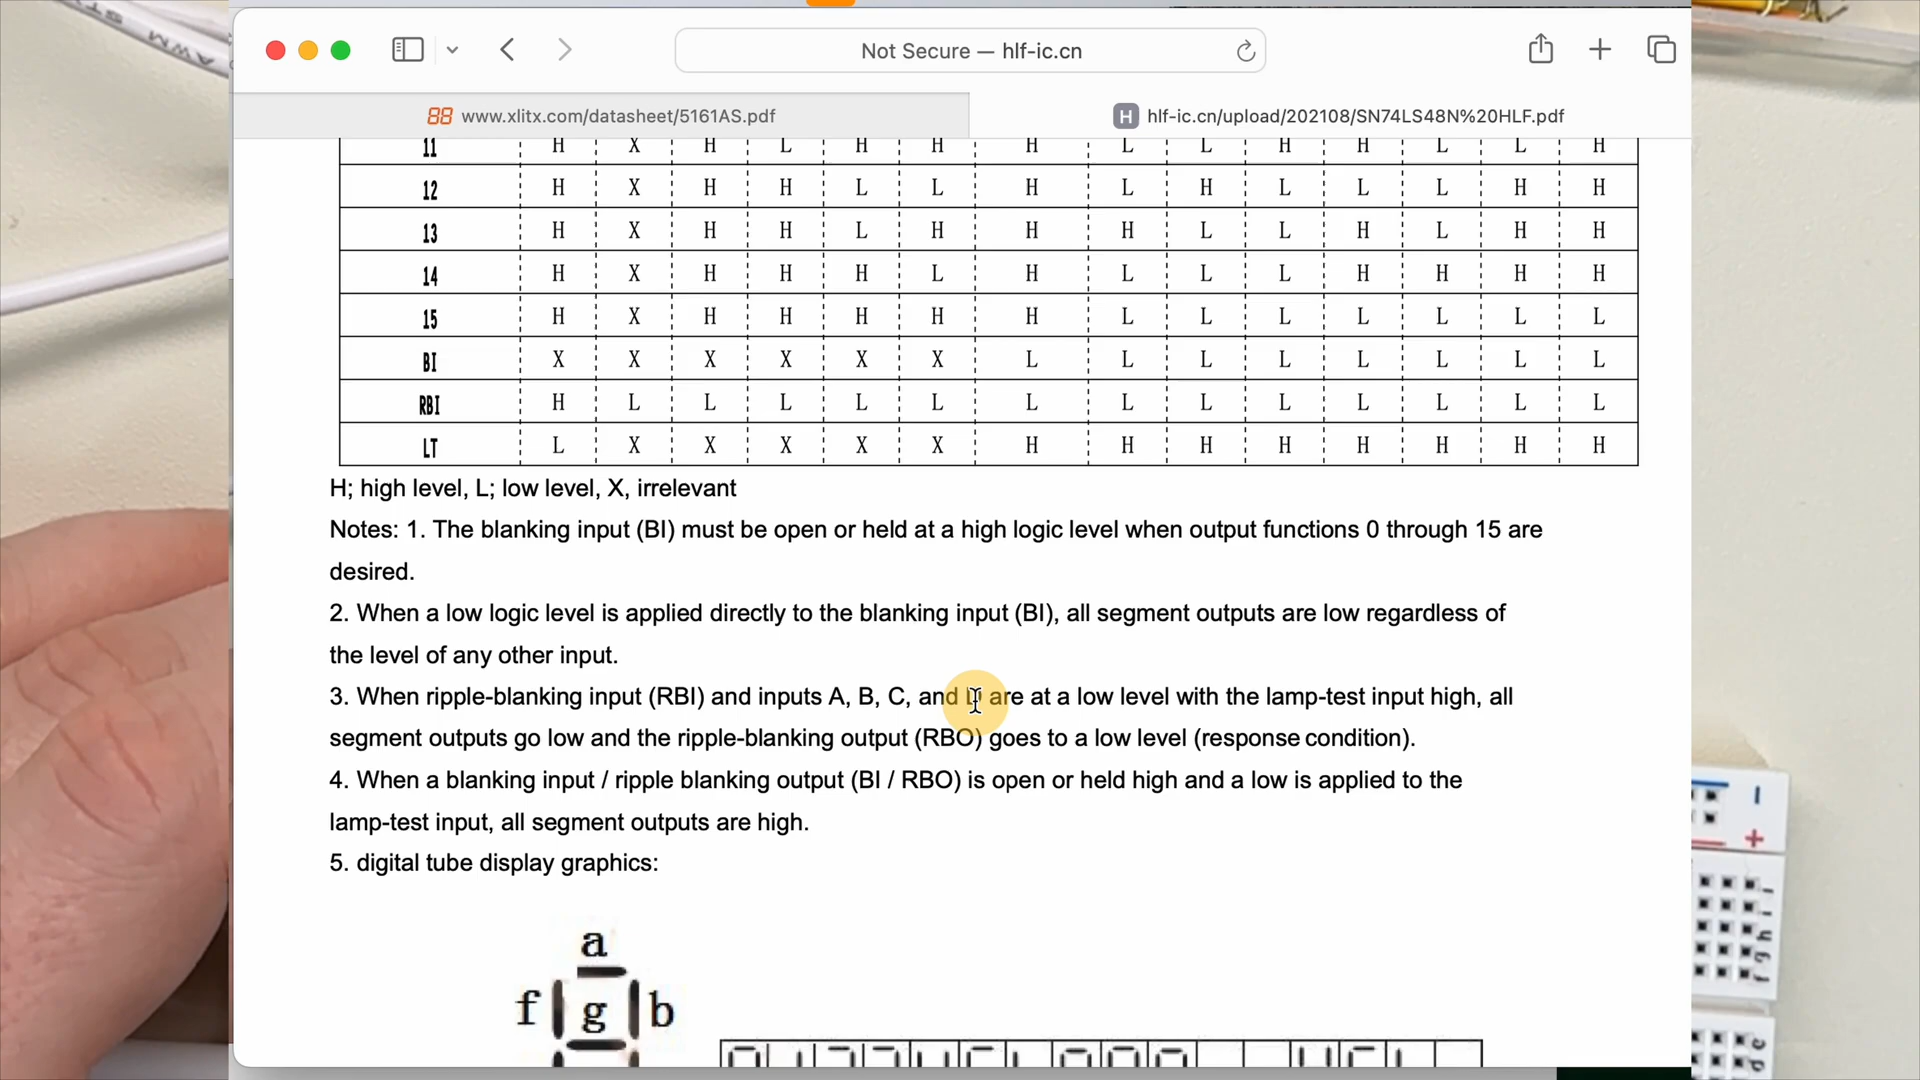 AWM
Not Secure — hlf-ic.cn
88 www.xlitx.com/datasheet/5161AS.pdf
H hlf-ic.cn/upload/202108/SN74LS48N%20HLF.pdf
11 H X H L H H H L L H H L L H
12 H X H H L L H L H L L L H H
13 H X H H L H H H L L H L H H
14 H X H H H L H L L L H H H H
15 H X H H H H H L L L L L L L
BI X X X X X X L L L L L L L L
RBI H L L L L L L L L L L L L L
LT L X X X X X H H H H H H H H
H; high level, L; low level, X, irrelevant
Notes: 1. The blanking input (BI) must be open or held at a high logic level when output functions 0 through 15 are
desired.
2. When a low logic level is applied directly to the blanking input (BI), all segment outputs are low regardless of
the level of any other input.
3. When ripple-blanking input (RBI) and inputs A, B, C, and D are at a low level with the lamp-test input high, all
segment outputs go low and the ripple-blanking output (RBO) goes to a low level (response condition).
4. When a blanking input / ripple blanking output (BI / RBO) is open or held high and a low is applied to the
lamp-test input, all segment outputs are high.
5. digital tube display graphics:
a
f g b
− 
+
f g h i j
d e